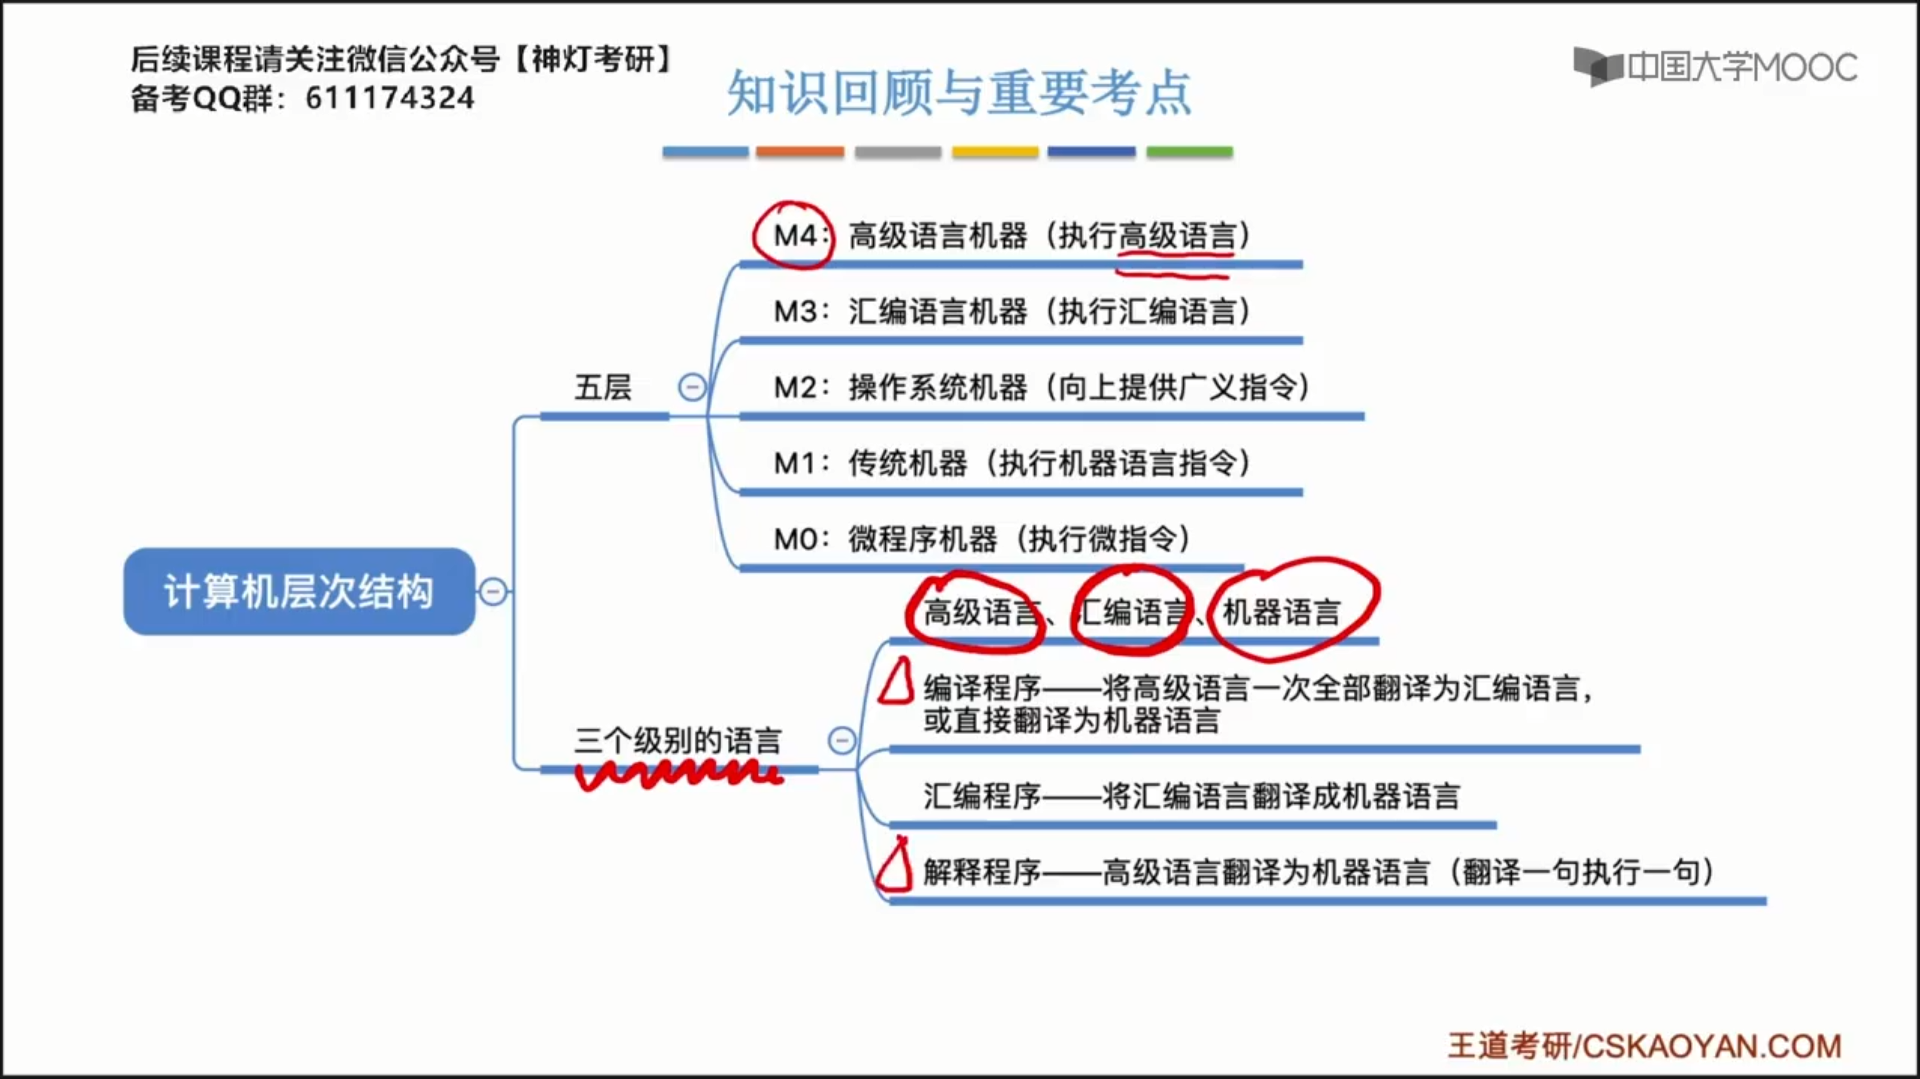 后续课程请关注微信公众号【神灯考研】
备考QQ群：611174324
中国大学MOOC
知识回顾与重要考点
M4：高级语言机器（执行高级语言）
M3：汇编语言机器（执行汇编语言）
M2：操作系统机器（向上提供广义指令）
M1：传统机器（执行机器语言指令）
M0：微程序机器（执行微指令）
五层
计算机层次结构
高级语言、汇编语言、机器语言
编译程序——将高级语言一次全部翻译为汇编语言，
或直接翻译为机器语言
三个级别的语言
汇编程序——将汇编语言翻译成机器语言
解释程序——高级语言翻译为机器语言（翻译一句执行一句）
王道考研/CSKAOYAN.COM